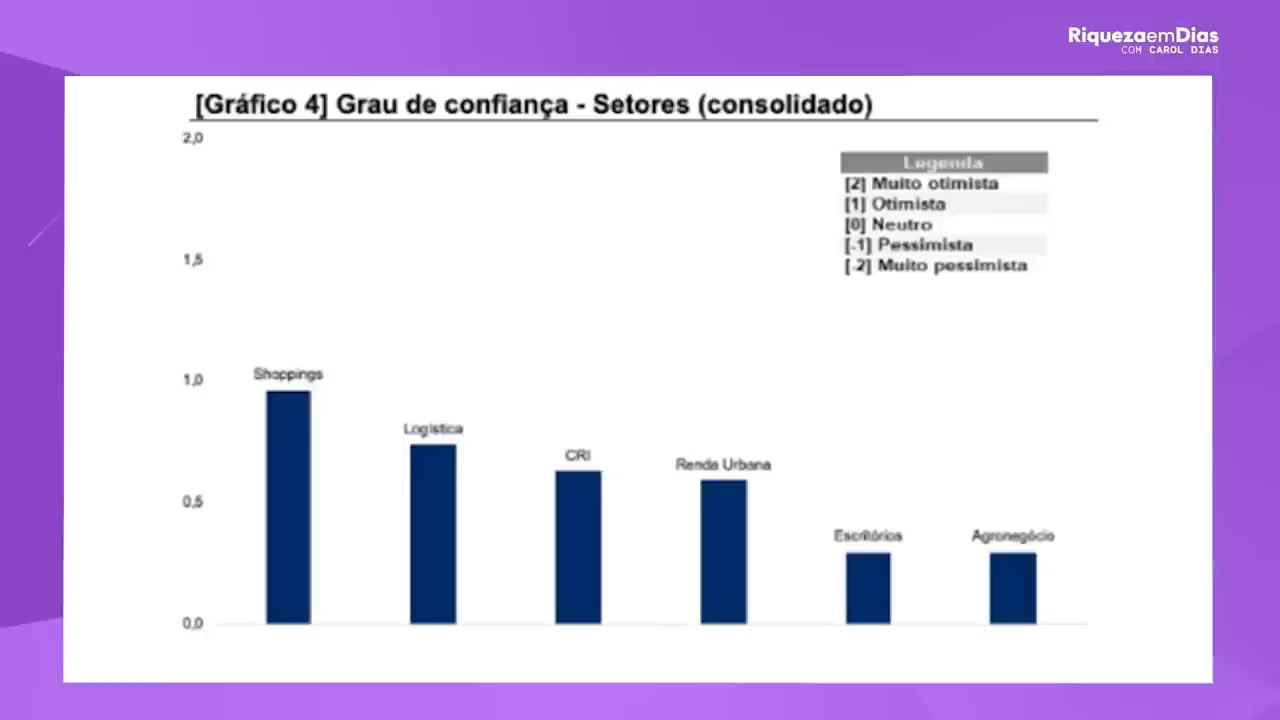 RiquezaemDias
COM CAROL DIAS
[Gráfico 4] Grau de confiança - Setores (consolidado)
2,0
Legenda
[2] Muito otimista
[1] Otimista
[0] Neutro
[-1] Pessimista
[-2] Muito pessimista
1,5
1,0
0,5
0,0
Shoppings
Logística
CRI
Renda Urbana
Escritórios
Agronegócio